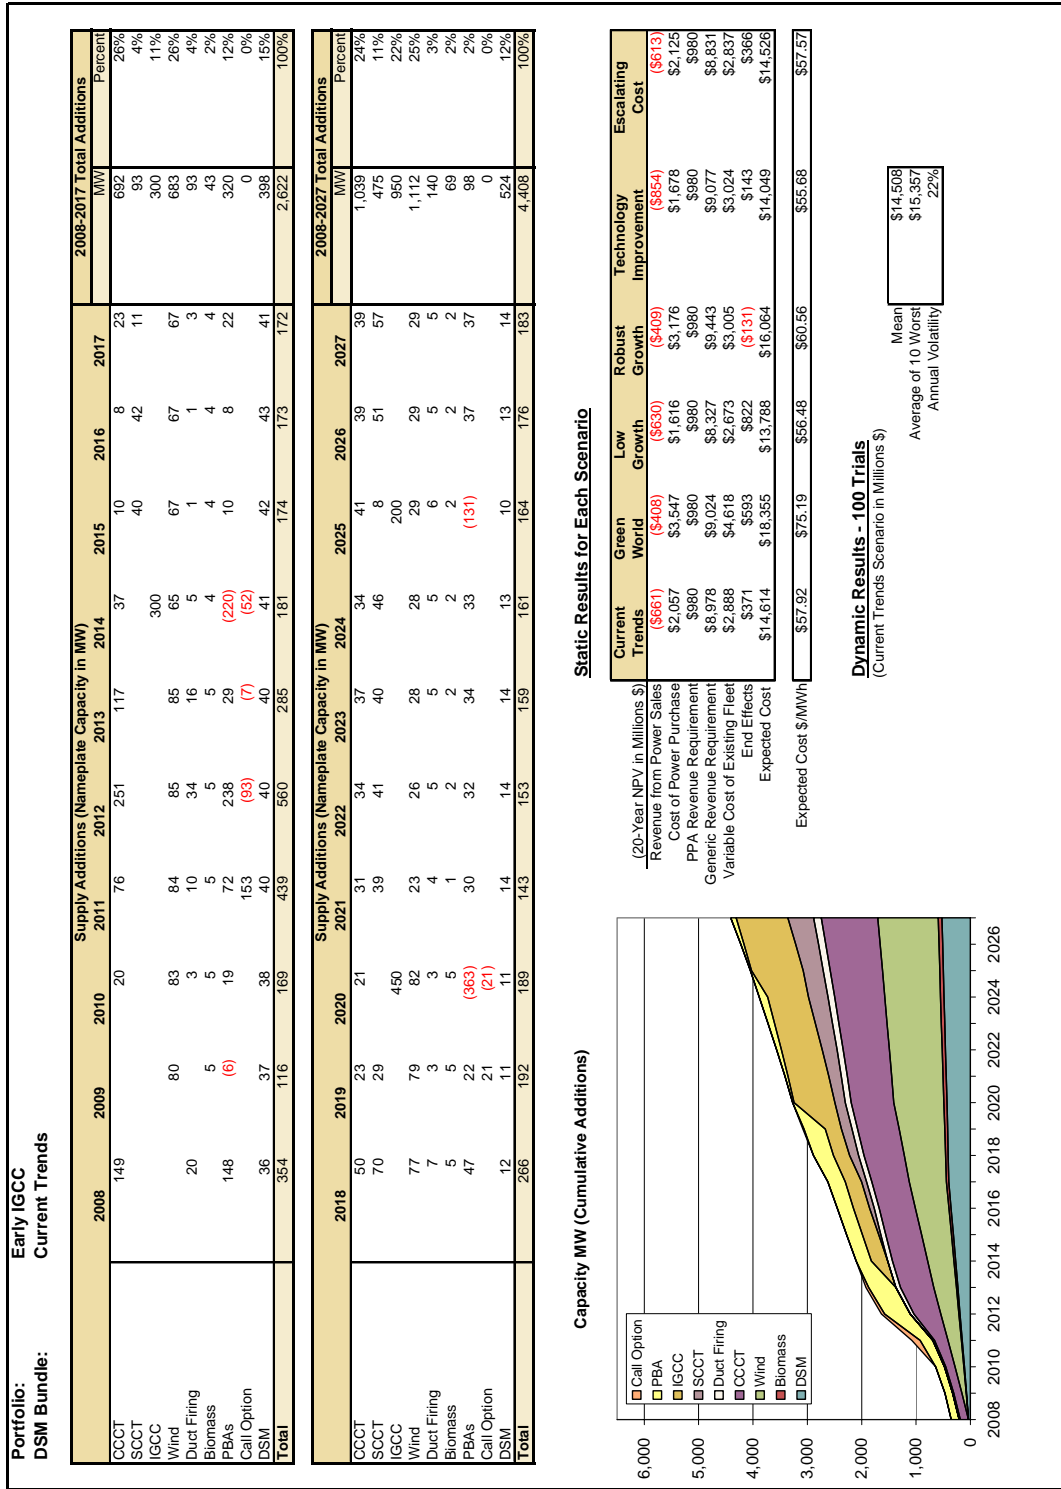 Portfolio: Early IGCC
DSM Bundle: Current Trends
Supply Additions (Nameplate Capacity in MW) 2008-2017 Total Additions
2008 2009 2010 2011 2012 2013 2014 2015 2016 2017 MW Percent
CCCT 149 20 76 251 117 37 10 8 23 692 26%
SCCT 40 42 11 93 4%
IGCC 300 300 11%
Wind 80 83 84 85 85 65 67 67 67 683 26%
Duct Firing 20 3 10 34 16 5 1 1 3 93 4%
Biomass 5 5 5 5 5 4 4 4 4 43 2%
PBAs 148 (6) 19 72 238 29 (220) 10 8 22 320 12%
Call Option 153 (93) (7) (52) 0 0%
DSM 36 37 38 40 40 40 41 42 43 41 398 15%
Total 354 116 169 439 560 285 181 174 173 172 2,622 100%
Supply Additions (Nameplate Capacity in MW) 2008-2027 Total Additions
2018 2019 2020 2021 2022 2023 2024 2025 2026 2027 MW Percent
CCCT 50 23 21 31 34 37 34 41 39 39 1,039 24%
SCCT 70 29 39 41 40 46 8 51 57 475 11%
IGCC 450 200 950 22%
Wind 77 79 82 23 26 28 28 29 29 29 1,112 25%
Duct Firing 7 3 3 4 5 5 5 6 5 5 140 3%
Biomass 5 5 5 1 2 2 2 2 2 2 69 2%
PBAs 47 22 (363) 30 32 34 33 (131) 37 37 98 2%
Call Option 21 (21) 0 0%
DSM 12 11 11 14 14 14 13 10 13 14 524 12%
Total 266 192 189 143 153 159 161 164 176 183 4,408 100%
Capacity MW (Cumulative Additions)
6,000
5,000
4,000
3,000
2,000
1,000
0
Call Option
PBA
IGCC
SCCT
Duct Firing
CCCT
Wind
Biomass
DSM
2008 2010 2012 2014 2016 2018 2020 2022 2024 2026
Static Results for Each Scenario
Current Green Low Robust Technology Escalating
(20-Year NPV in Millions $) Trends World Growth Growth Improvement Cost
Revenue from Power Sales ($661) ($408) ($630) ($409) ($854) ($613)
Cost of Power Purchase $2,057 $3,547 $1,616 $3,176 $1,678 $2,125
PPA Revenue Requirement $980 $980 $980 $980 $980 $980
Generic Revenue Requirement $8,978 $9,024 $8,327 $9,443 $9,077 $8,831
Variable Cost of Existing Fleet $2,888 $4,618 $2,673 $3,005 $3,024 $2,837
End Effects $371 $593 $822 ($131) $143 $366
Expected Cost $14,614 $18,355 $13,788 $16,064 $14,049 $14,526
Expected Cost $/MWh $57.92 $75.19 $56.48 $60.56 $55.68 $57.57
Dynamic Results - 100 Trials
(Current Trends Scenario in Millions $)
Mean $14,508
Average of 10 Worst $15,357
Annual Volatility 22%